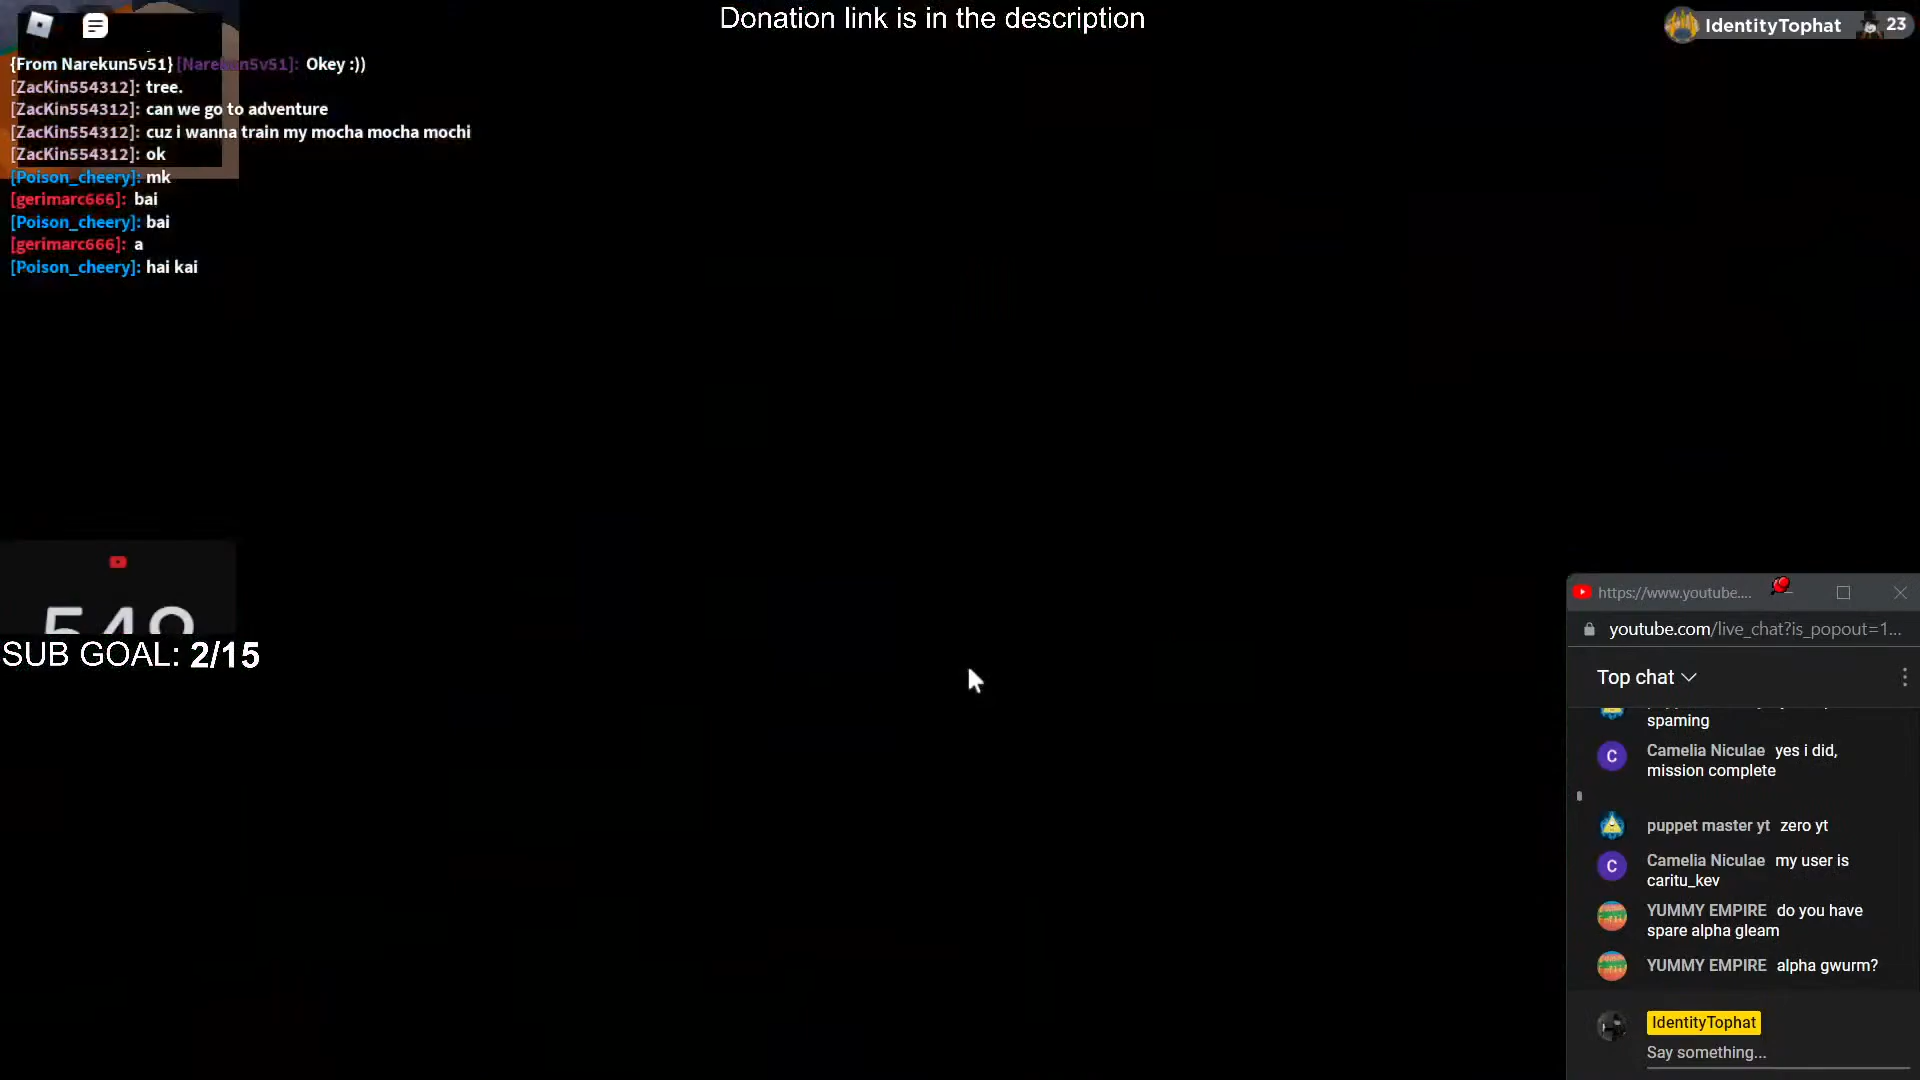 Donation link is in the description
IdentityTophat 23
{From Narekun5v51} [Narekun5v51]: Okey :))
[ZacKin554312]: tree.
[ZacKin554312]: can we go to adventure
[ZacKin554312]: cuz i wanna train my mocha mocha mochi
[ZacKin554312]: ok
[Poison_cheery]: mk
[gerimarc666]: bai
[Poison_cheery]: bai
[gerimarc666]: a
[Poison_cheery]: hai kai
SUB GOAL: 2/15
https://www.youtube....
youtube.com/live_chat?is_popout=1...
Top chat
spaming
Camelia Niculae yes i did,
mission complete
puppet master yt zero yt
Camelia Niculae my user is
caritu_kev
YUMMY EMPIRE do you have
spare alpha gleam
YUMMY EMPIRE alpha gwurm?
IdentityTophat
Say something...